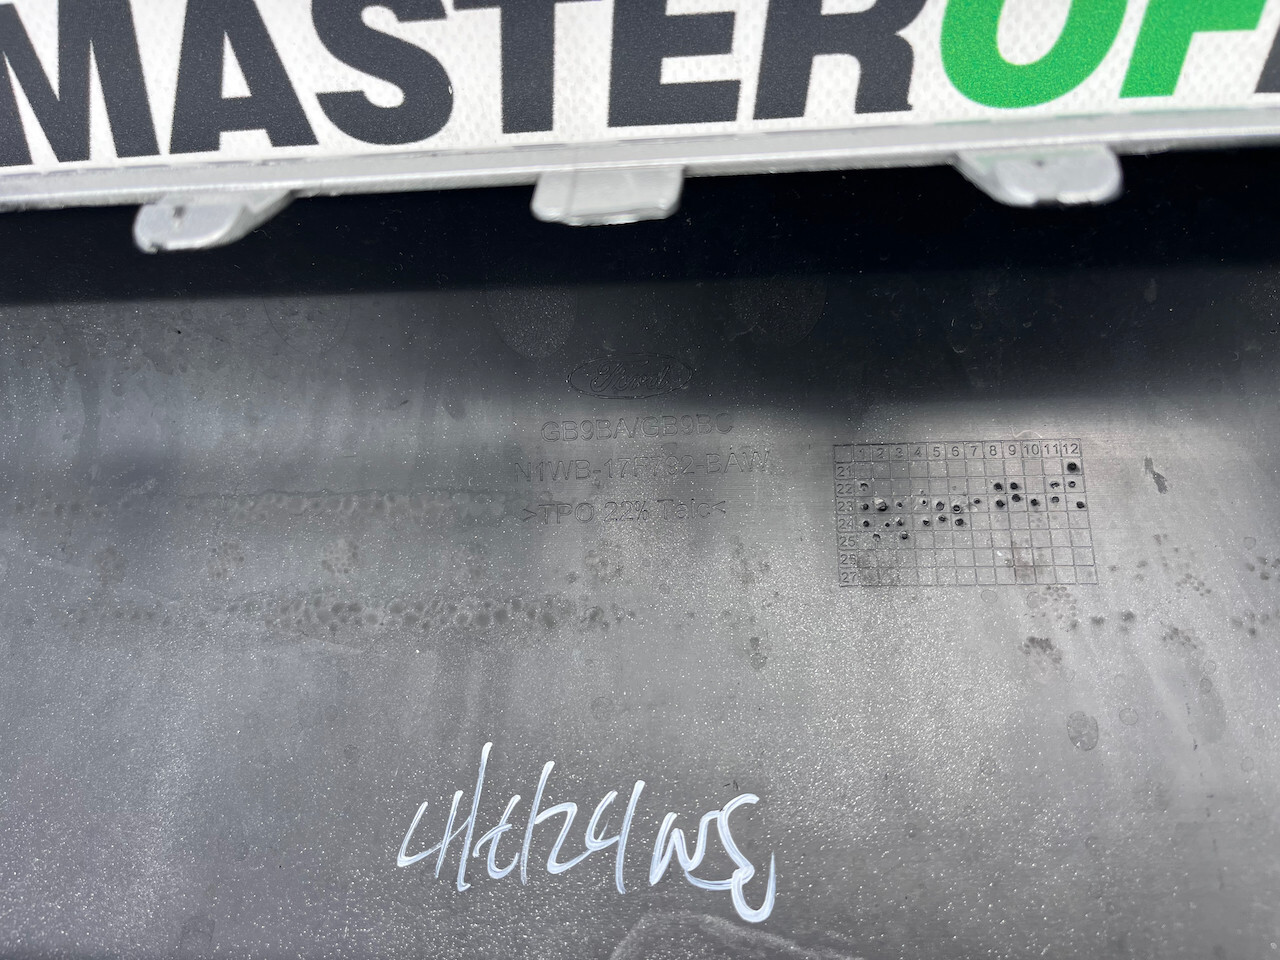 MASTEROF
Ford
GB9BA/GB9BC
N1WB-17F792-BAW
>TPO 22% Talc<
1 2 3 4 5 6 7 8 9 10 11 12
21
22
23
24
25
26
27